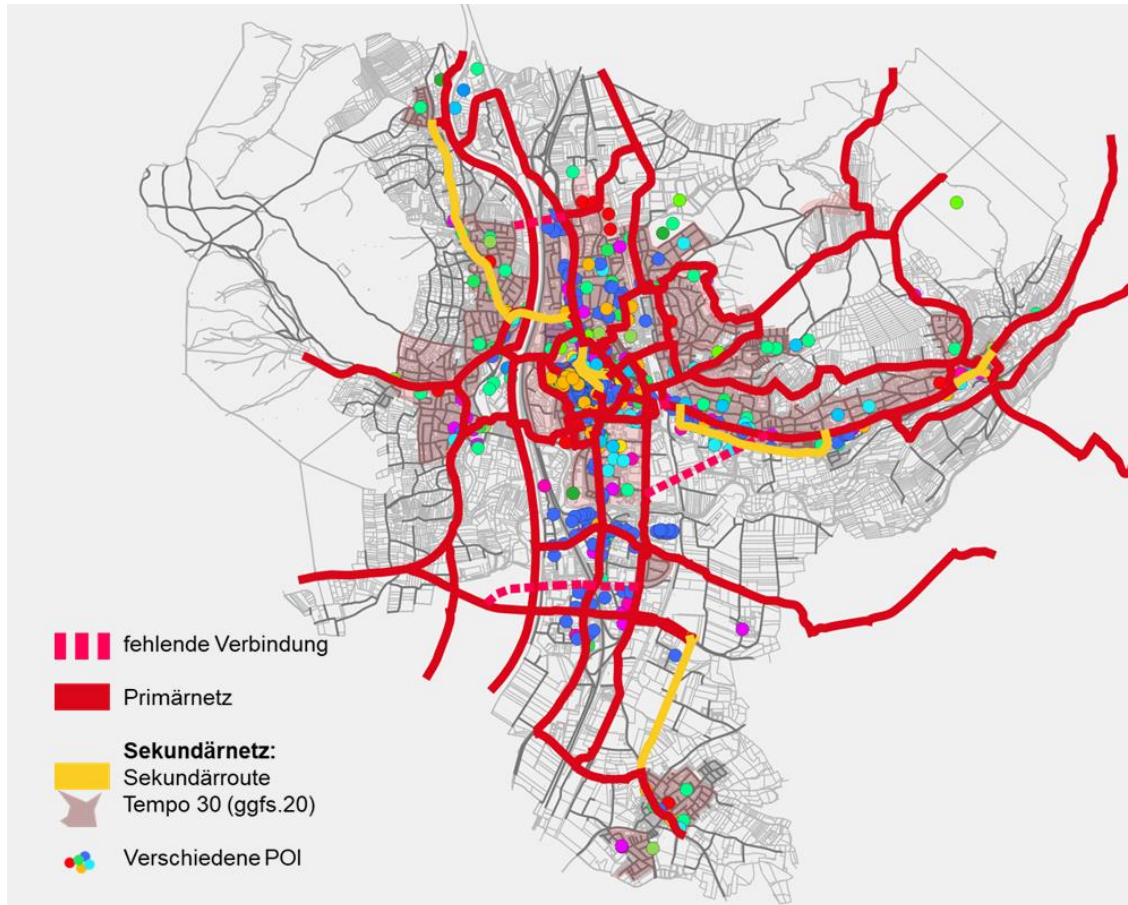 fehlende Verbindung
Primärnetz
Sekundärnetz:
Sekundärroute
Tempo 30 (ggfs.20)
Verschiedene POI